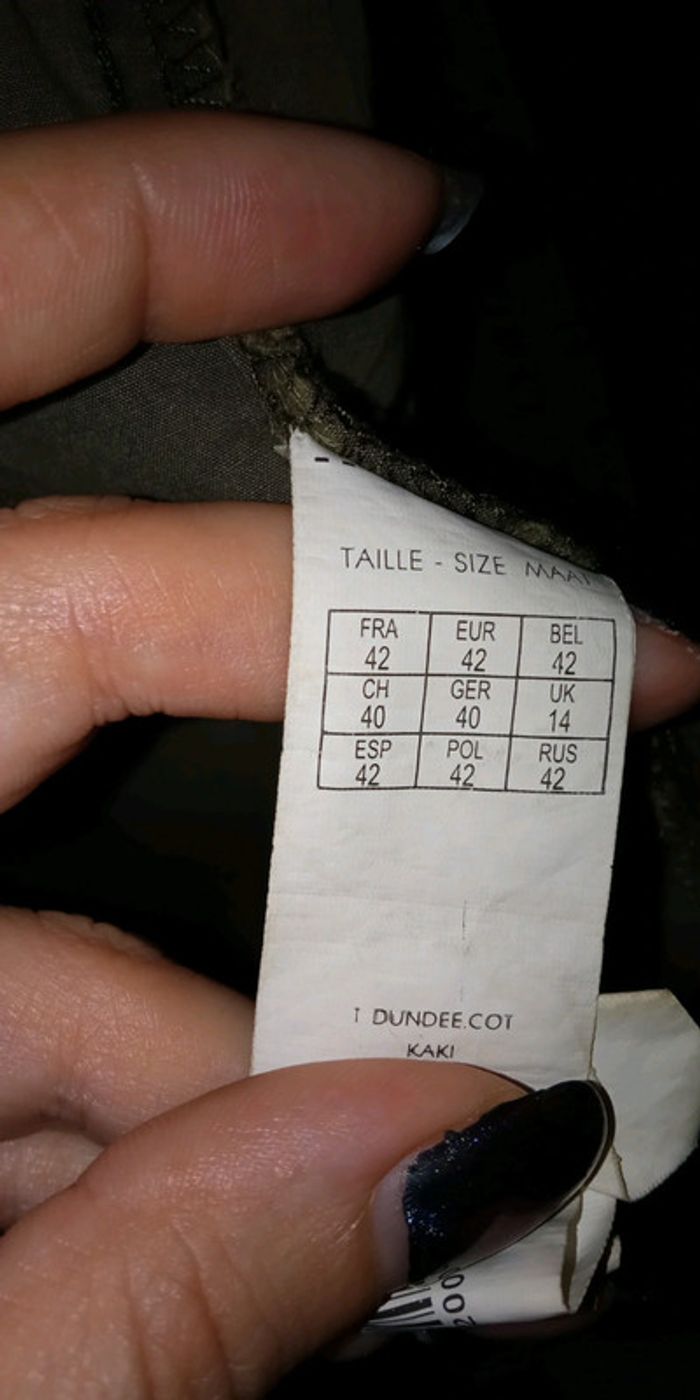 TAILLE - SIZE
FRA EUR BEL
42 42 42
CH GER UK
40 40 14
ESP POL RUS
42 42 42
T DUNDEE.COT
KAKI
200